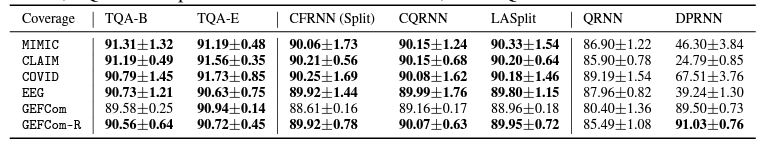 Coverage TQA-B TQA-E CFRNN (Split) CQRNN LASplit QRNN DPRNN
MIMIC 91.31±1.32 91.19±0.48 90.06±1.73 90.15±1.24 90.33±1.54 86.90±1.22 46.30±3.84
CLAIM 91.19±0.49 91.56±0.35 90.21±0.56 90.15±0.68 90.20±0.64 85.90±0.78 24.79±0.85
COVID 90.79±1.45 91.73±0.85 90.25±1.69 90.08±1.62 90.18±1.46 89.19±1.54 67.51±3.76
EEG 90.73±1.21 90.63±0.75 89.92±1.44 89.99±1.76 89.80±1.15 87.96±0.82 39.24±1.30
GEFCom 89.58±0.25 90.94±0.14 88.61±0.16 89.16±0.17 88.96±0.18 80.40±1.36 89.50±0.73
GEFCom-R 90.56±0.64 90.72±0.45 89.92±0.78 90.07±0.63 89.95±0.72 85.49±1.08 91.03±0.76